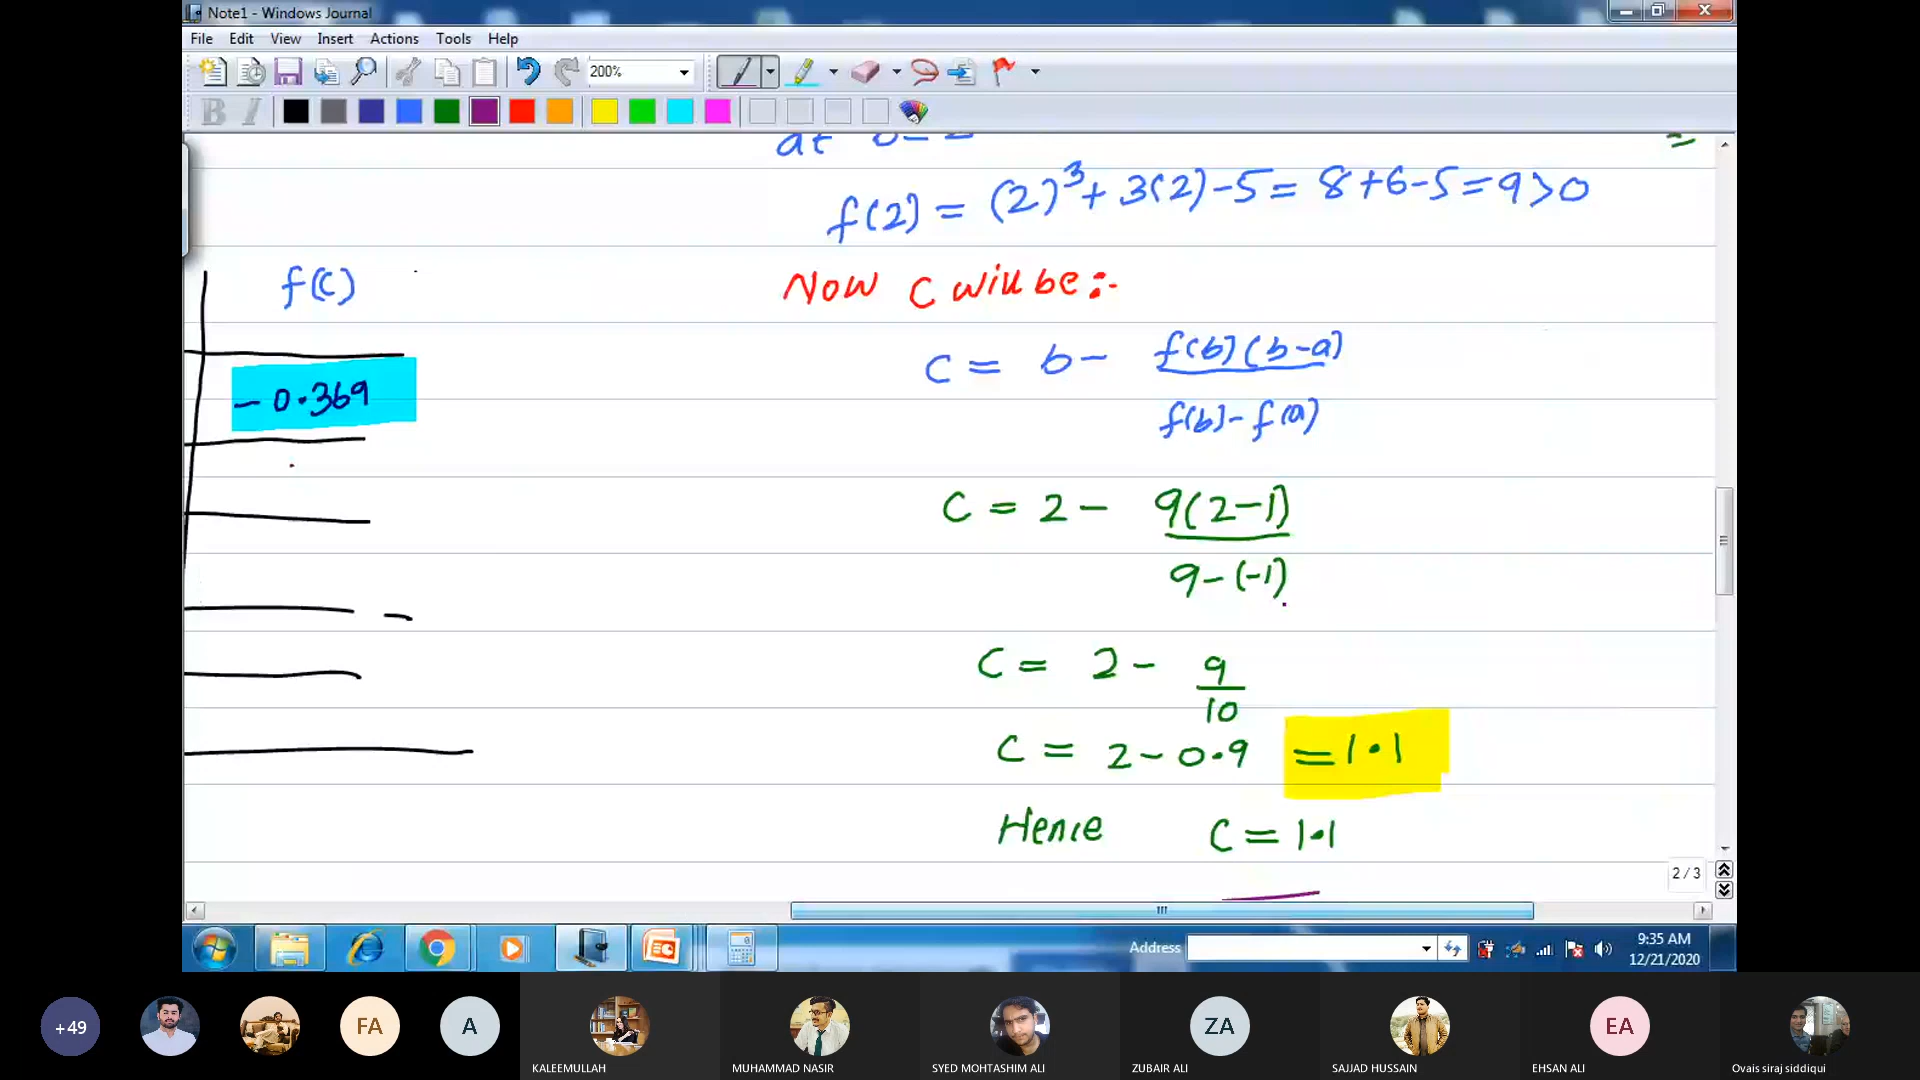 Note1 - Windows Journal
File Edit View Insert Actions Tools Help
200%
B I
at b=2
f(2) = (2)³+ 3(2)-5= 8+6-5=9>0
f(c)
Now C will be:-
C = b- f(b)(b-a)
f(b)-f(a)
-0.369
C = 2- 9(2-1)
9-(-1)
C = 2- 9
10
C = 2-0.9 =1.1
Hence C=1.1
2 / 3
Address
9:35 AM
12/21/2020
+49
FA
A
ZA
EA
KALEEMULLAH
MUHAMMAD NASIR
SYED MOHTASHIM ALI
ZUBAIR ALI
SAJJAD HUSSAIN
EHSAN ALI
Ovais siraj siddiqui